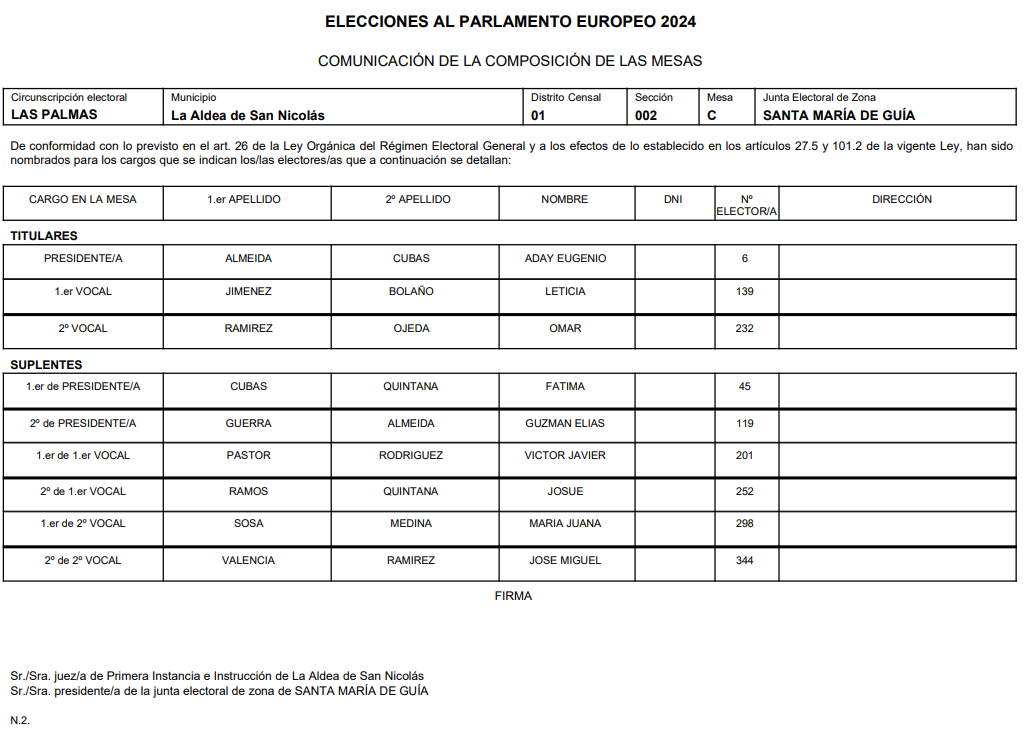 ELECCIONES AL PARLAMENTO EUROPEO 2024
COMUNICACIÓN DE LA COMPOSICIÓN DE LAS MESAS
Circunscripción electoral Municipio Distrito Censal Sección Mesa Junta Electoral de Zona
LAS PALMAS La Aldea de San Nicolás 01 002 C SANTA MARÍA DE GUÍA
De conformidad con lo previsto en el art. 26 de la Ley Orgánica del Régimen Electoral General y a los efectos de lo establecido en los artículos 27.5 y 101.2 de la vigente Ley, han sido
nombrados para los cargos que se indican los/las electores/as que a continuación se detallan:
CARGO EN LA MESA 1.er APELLIDO 2º APELLIDO NOMBRE DNI Nº ELECTOR/A DIRECCIÓN
TITULARES
PRESIDENTE/A ALMEIDA CUBAS ADAY EUGENIO 6
1.er VOCAL JIMENEZ BOLAÑO LETICIA 139
2º VOCAL RAMIREZ OJEDA OMAR 232
SUPLENTES
1.er de PRESIDENTE/A CUBAS QUINTANA FATIMA 45
2º de PRESIDENTE/A GUERRA ALMEIDA GUZMAN ELIAS 119
1.er de 1.er VOCAL PASTOR RODRIGUEZ VICTOR JAVIER 201
2º de 1.er VOCAL RAMOS QUINTANA JOSUE 252
1.er de 2º VOCAL SOSA MEDINA MARIA JUANA 298
2º de 2º VOCAL VALENCIA RAMIREZ JOSE MIGUEL 344
FIRMA
Sr./Sra. juez/a de Primera Instancia e Instrucción de La Aldea de San Nicolás
Sr./Sra. presidente/a de la junta electoral de zona de SANTA MARÍA DE GUÍA
N.2.